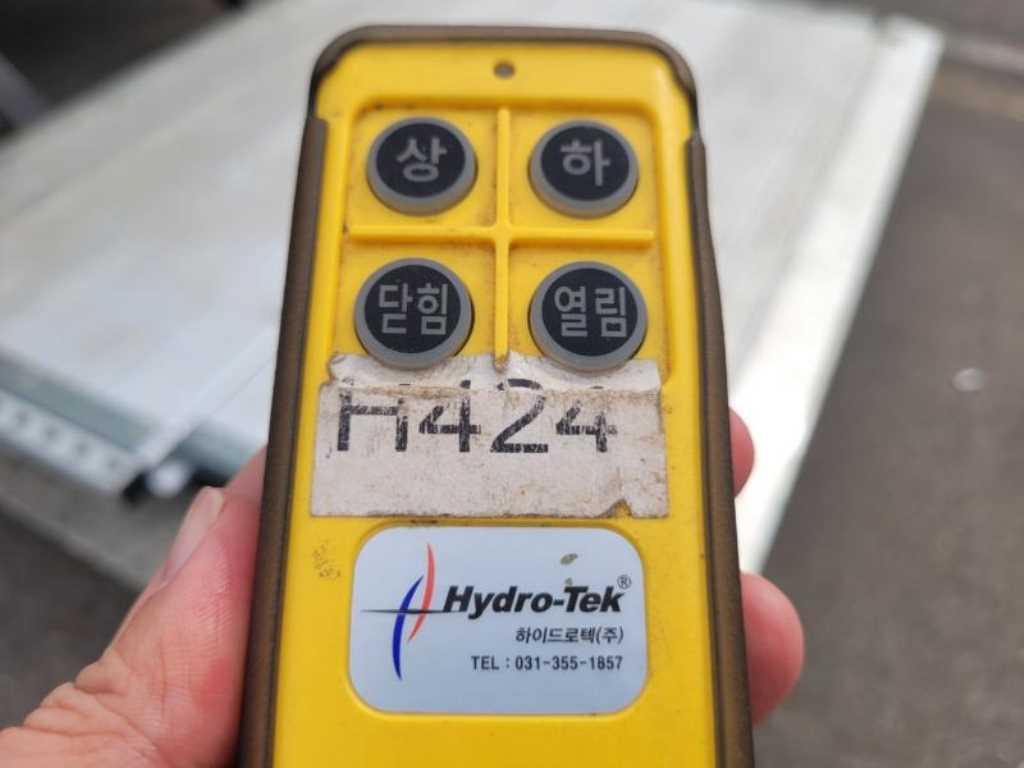 상 하
닫힘 열림
H424
Hydro-Tek®
하이드로텍(주)
TEL : 031-355-1857